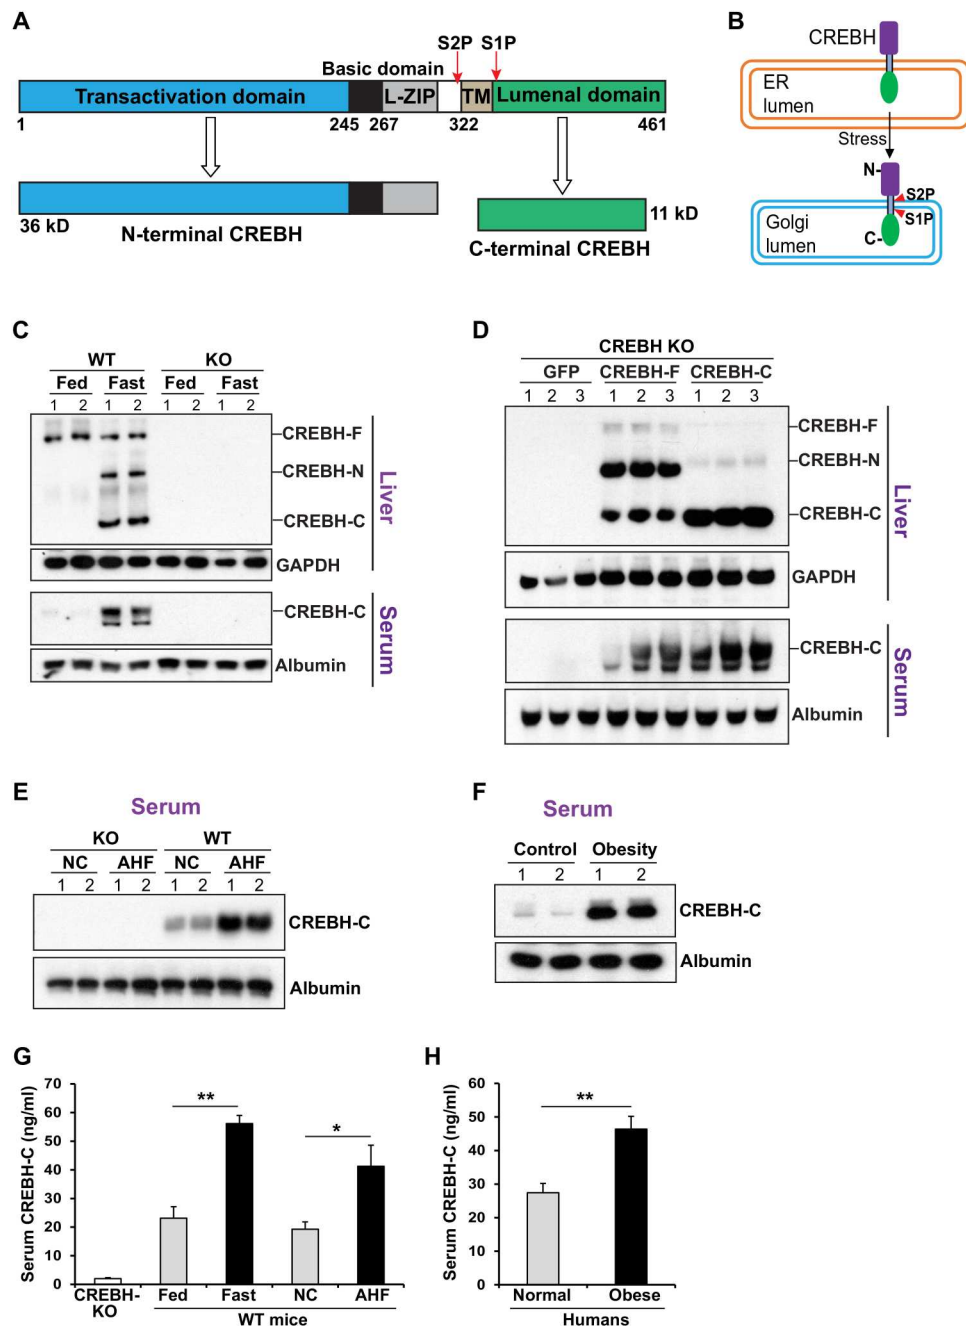 A
S2P S1P
Basic domain
Transactivation domain L-ZIP TM Lumenal domain
1 245 267 322 461
36 kD
N-terminal CREBH
11 kD
C-terminal CREBH
B
CREBH
ER
lumen
Stress
N-
S2P
S1P
Golgi
lumen
C-
C
WT KO
Fed Fast Fed Fast
1 2 1 2 1 2 1 2
CREBH-F
CREBH-N
CREBH-C
GAPDH
Liver
CREBH-C
Albumin
Serum
D
CREBH KO
GFP CREBH-F CREBH-C
1 2 3 1 2 3 1 2 3
CREBH-F
CREBH-N
CREBH-C
GAPDH
Liver
CREBH-C
Albumin
Serum
E
Serum
KO WT
NC AHF NC AHF
1 2 1 2 1 2 1 2
CREBH-C
Albumin
F
Serum
Control Obesity
1 2 1 2
CREBH-C
Albumin
G
Serum CREBH-C (ng/ml)
70
60
50
40
30
20
10
0
** *
CREBH-KO Fed Fast NC AHF
WT mice
H
Serum CREBH-C (ng/ml)
60
50
40
30
20
10
0
**
Normal Obese
Humans